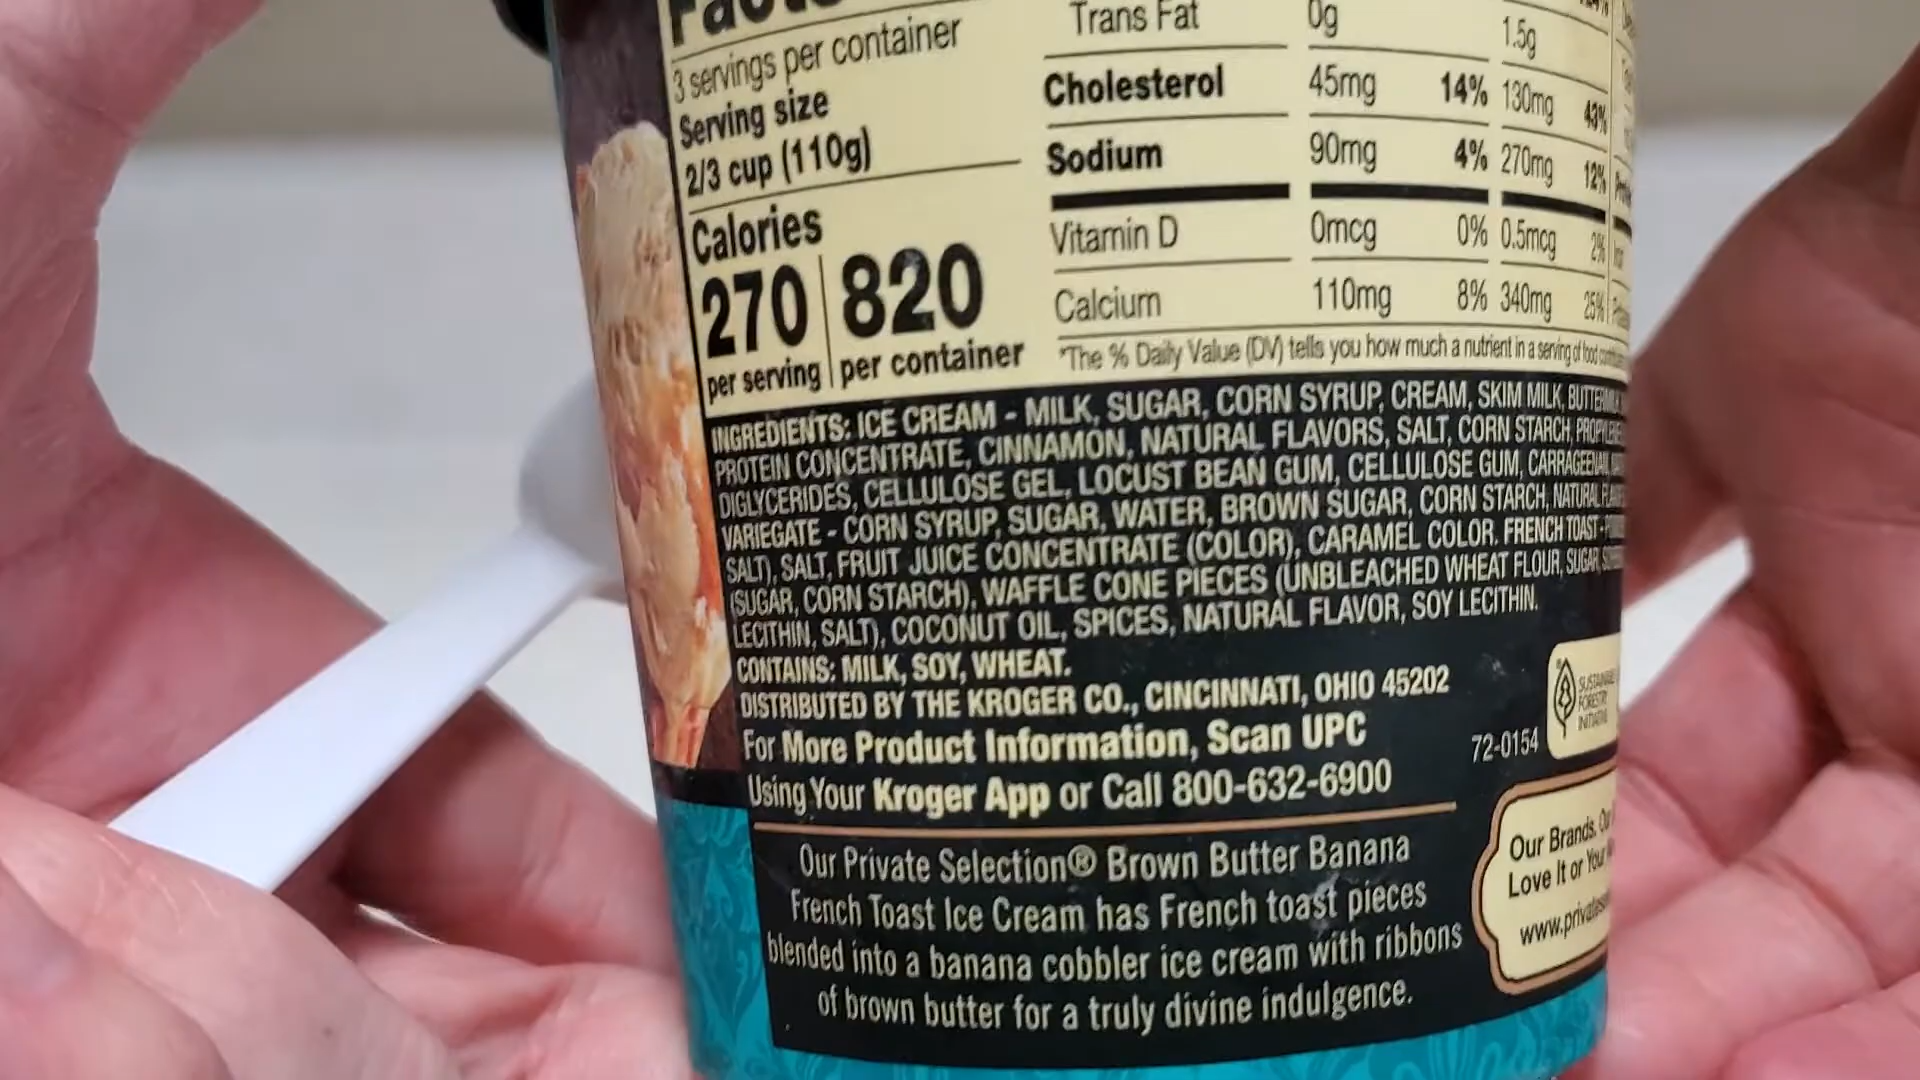 Facts
3 servings per container
Serving size
2/3 cup (110g)
Calories
270 820
per serving per container
Trans Fat 0g 1.5g
Cholesterol 45mg 14% 130mg 43%
Sodium 90mg 4% 270mg 12%
Vitamin D 0mcg 0% 0.5mcg 2%
Calcium 110mg 8% 340mg 25%
*The % Daily Value (DV) tells you how much a nutrient in a serving of food
INGREDIENTS: ICE CREAM - MILK, SUGAR, CORN SYRUP, CREAM, SKIM MILK,
PROTEIN CONCENTRATE, CINNAMON, NATURAL FLAVORS, SALT, CORN STARCH,
DIGLYCERIDES, CELLULOSE GEL, LOCUST BEAN GUM, CELLULOSE GUM,
VARIEGATE - CORN SYRUP, SUGAR, WATER, BROWN SUGAR, CORN STARCH, NATURAL
SALT), SALT, FRUIT JUICE CONCENTRATE (COLOR), CARAMEL COLOR. FRENCH TOAST -
(SUGAR, CORN STARCH), WAFFLE CONE PIECES (UNBLEACHED WHEAT FLOUR, SUGAR,
LECITHIN, SALT), COCONUT OIL, SPICES, NATURAL FLAVOR, SOY LECITHIN.
CONTAINS: MILK, SOY, WHEAT.
DISTRIBUTED BY THE KROGER CO., CINCINNATI, OHIO 45202
For More Product Information, Scan UPC
Using Your Kroger App or Call 800-632-6900
72-0154
SUSTAINABLE
FORESTRY
INITIATIVE
Our Private Selection® Brown Butter Banana
French Toast Ice Cream has French toast pieces
blended into a banana cobbler ice cream with ribbons
of brown butter for a truly divine indulgence.
Our Brands.
Love It or Your